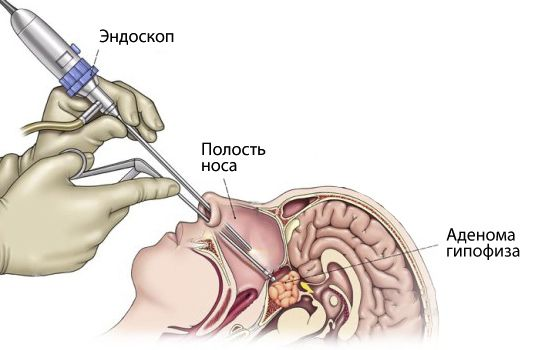 Эндоскоп
Полость
носа
Аденома
гипофиза